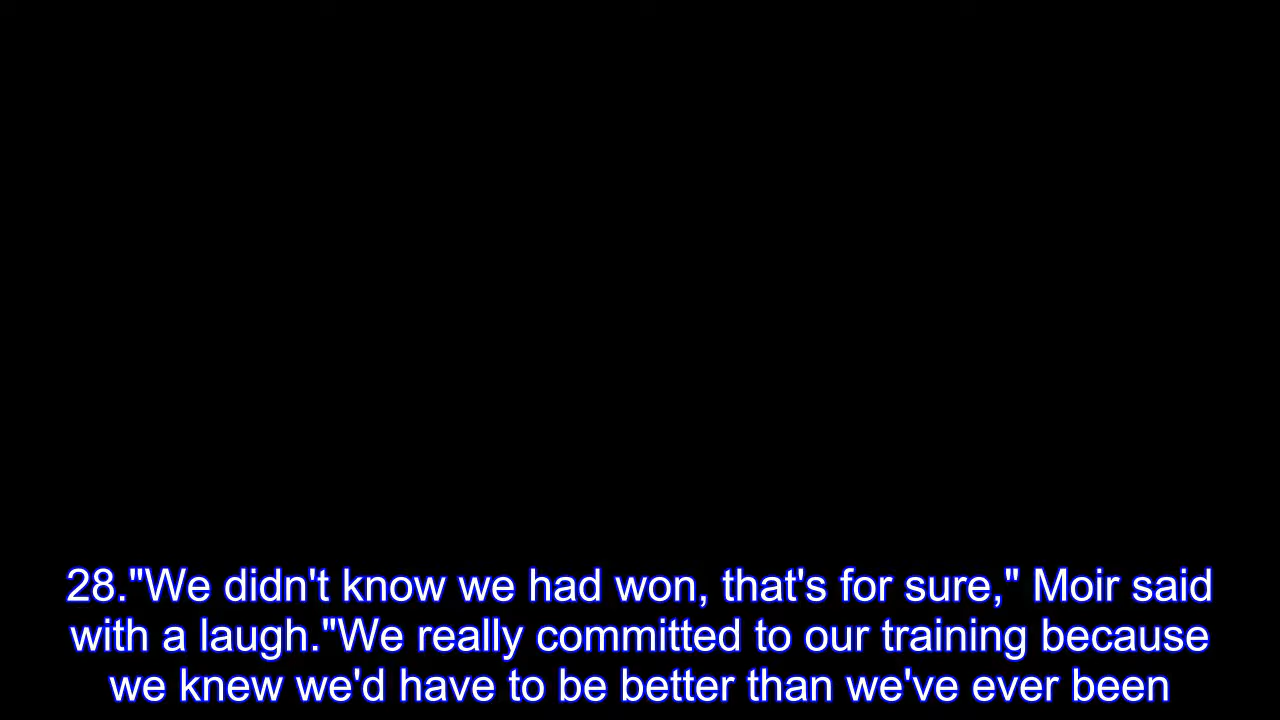 28."We didn't know we had won, that's for sure," Moir said
with a laugh."We really committed to our training because
we knew we'd have to be better than we've ever been